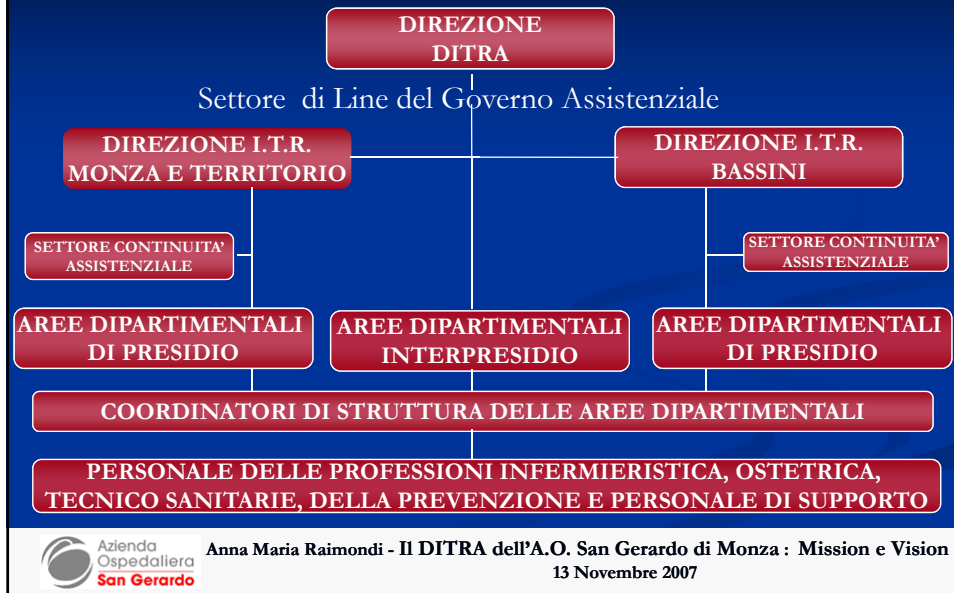 DIREZIONE
DITRA
Settore di Line del Governo Assistenziale
DIREZIONE I.T.R.
MONZA E TERRITORIO
DIREZIONE I.T.R.
BASSINI
SETTORE CONTINUITA'
ASSISTENZIALE
SETTORE CONTINUITA'
ASSISTENZIALE
AREE DIPARTIMENTALI
DI PRESIDIO
AREE DIPARTIMENTALI
INTERPRESIDIO
AREE DIPARTIMENTALI
DI PRESIDIO
COORDINATORI DI STRUTTURA DELLE AREE DIPARTIMENTALI
PERSONALE DELLE PROFESSIONI INFERMIERISTICA, OSTETRICA,
TECNICO SANITARIE, DELLA PREVENZIONE E PERSONALE DI SUPPORTO
Azienda
Ospedaliera
San Gerardo
Anna Maria Raimondi - Il DITRA dell'A.O. San Gerardo di Monza : Mission e Vision
13 Novembre 2007